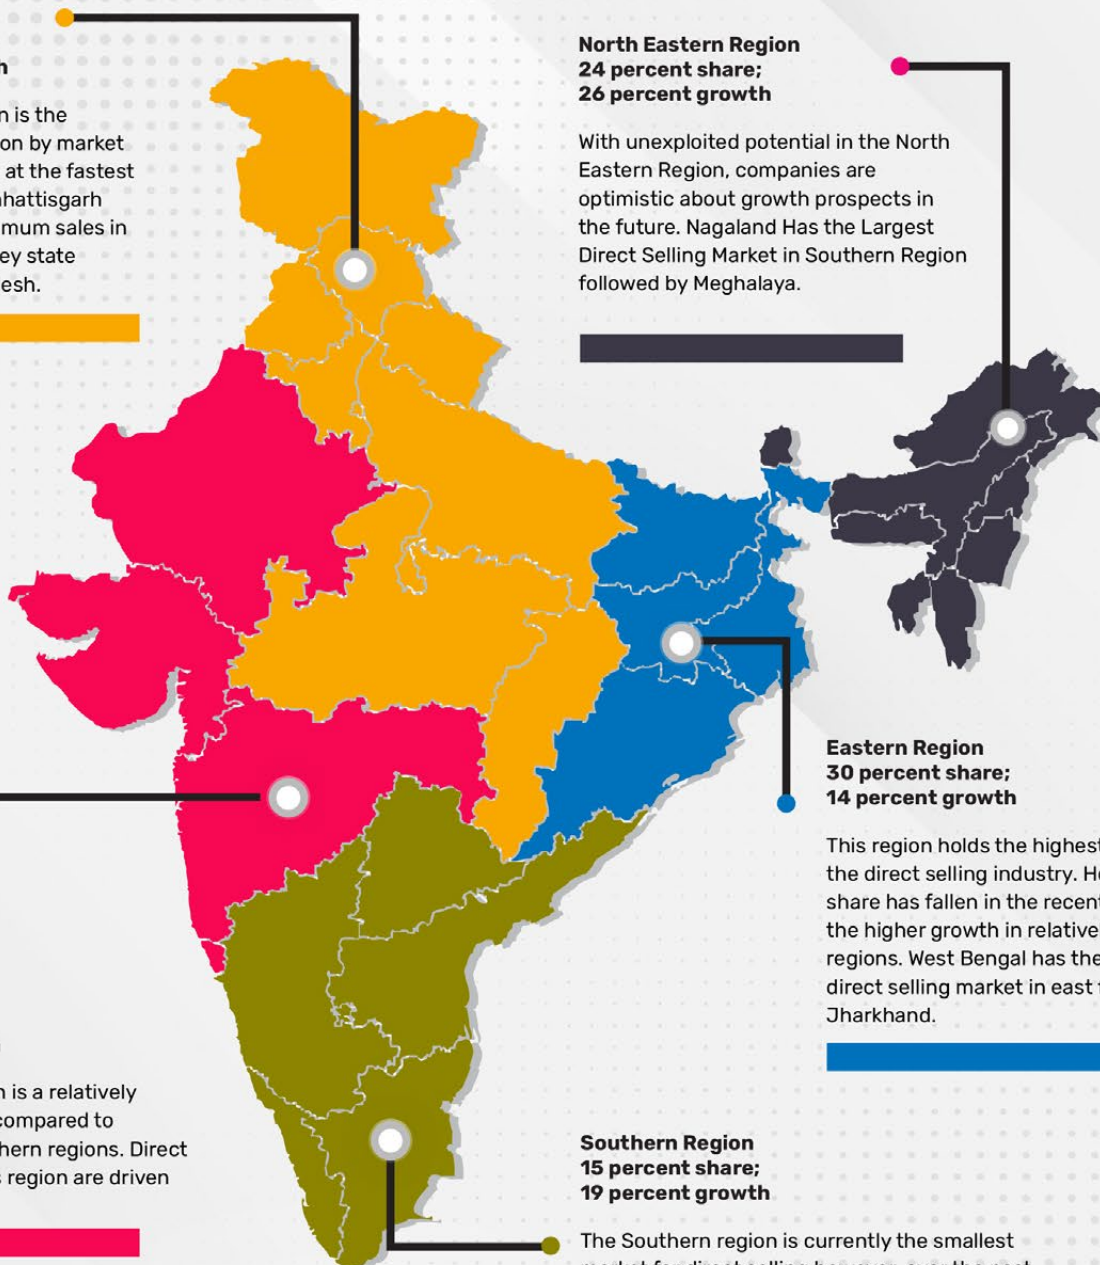 n is the
on by market
at the fastest
hattisgarh
mum sales in
ey state
esh.
North Eastern Region
24 percent share;
26 percent growth
With unexploited potential in the North
Eastern Region, companies are
optimistic about growth prospects in
the future. Nagaland Has the Largest
Direct Selling Market in Southern Region
followed by Meghalaya.
Eastern Region
30 percent share;
14 percent growth
This region holds the highest
the direct selling industry. H
share has fallen in the recent
the higher growth in relative
regions. West Bengal has the
direct selling market in east
Jharkhand.
n is a relatively
compared to
hern regions. Direct
s region are driven
Southern Region
15 percent share;
19 percent growth
The Southern region is currently the smallest